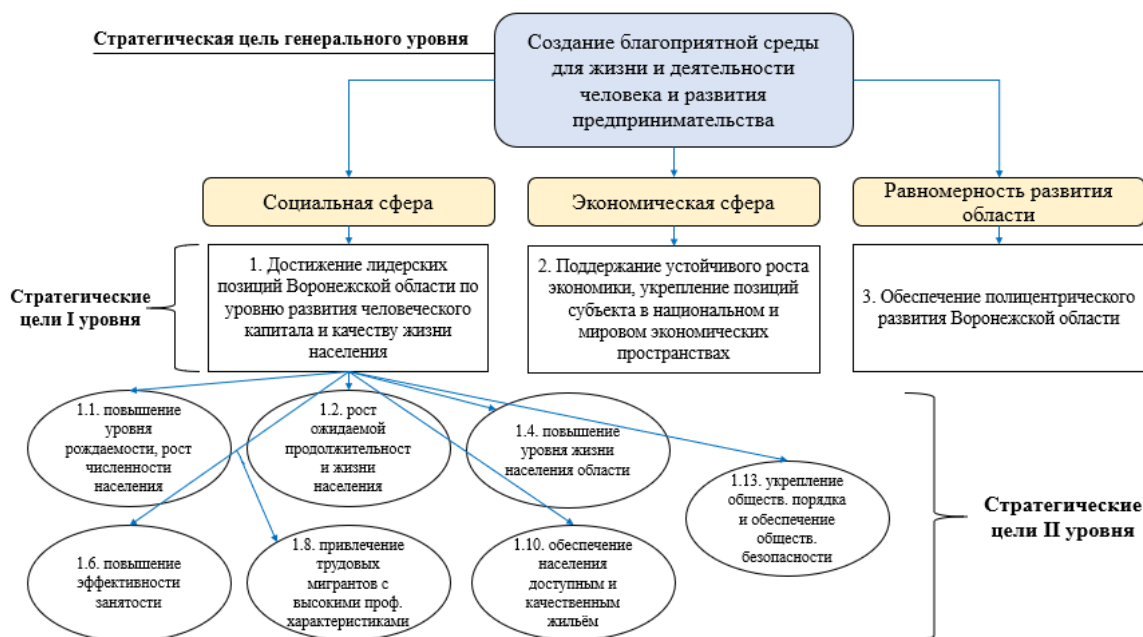 Стратегическая цель генерального уровня
Создание благоприятной среды
для жизни и деятельности
человека и развития
предпринимательства
Социальная сфера
Экономическая сфера
Равномерность развития
области
Стратегические
цели I уровня
1. Достижение лидерских
позиций Воронежской области по
уровню развития человеческого
капитала и качеству жизни
населения
2. Поддержание устойчивого роста
экономики, укрепление позиций
субъекта в национальном и
мировом экономических
пространствах
3. Обеспечение полицентрического
развития Воронежской области
1.1. повышение
уровня
рождаемости, рост
численности
населения
1.2. рост
ожидаемой
продолжительност
и жизни
населения
1.4. повышение
уровня жизни
населения области
1.13. укрепление
обществ. порядка
и обеспечение
обществ.
безопасности
Стратегические
цели II уровня
1.6. повышение
эффективности
занятости
1.8. привлечение
трудовых
мигрантов с
высокими проф.
характеристиками
1.10. обеспечение
населения
доступным и
качественным
жильём